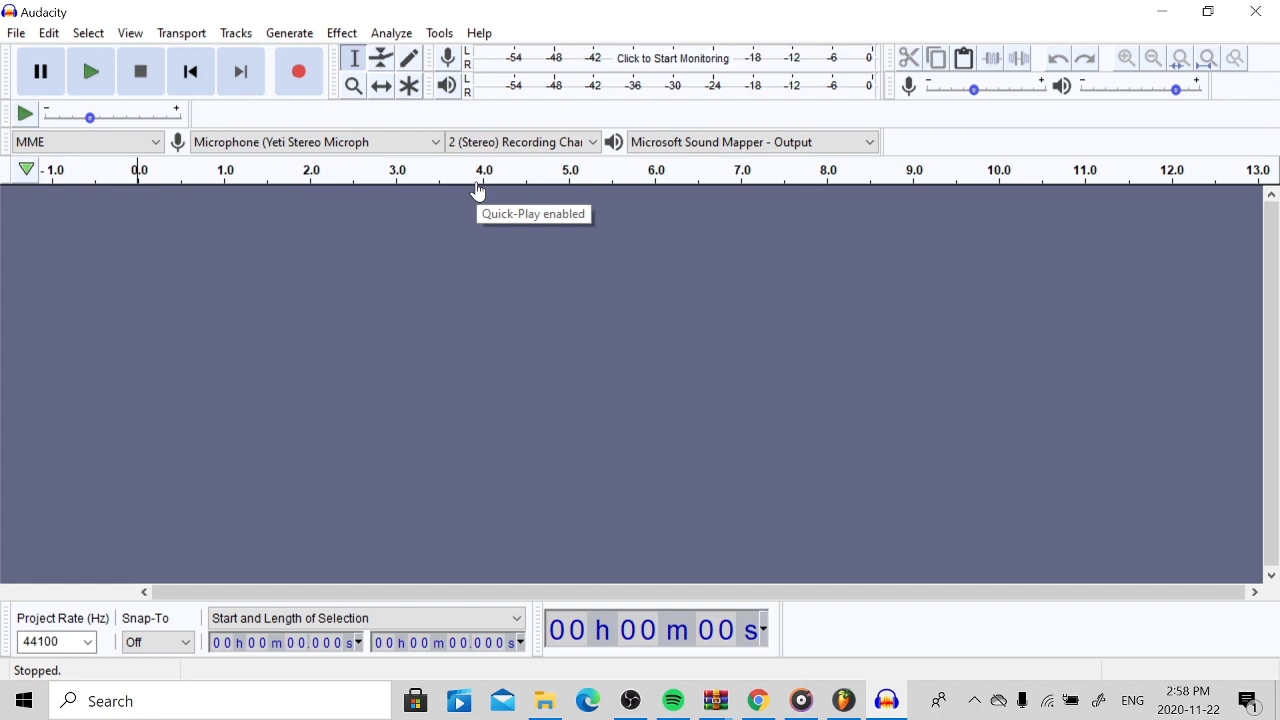 Audacity
File Edit Select View Transport Tracks Generate Effect Analyze Tools Help
L
R
-54 -48 -42 Click to Start Monitoring -18 -12 -6 0
- +
- +
L
R
-54 -48 -42 -36 -30 -24 -18 -12 -6 0
- +
MME
Microphone (Yeti Stereo Microph
2 (Stereo) Recording Chai
Microsoft Sound Mapper - Output
-1.0 0.0 1.0 2.0 3.0 4.0 5.0 6.0 7.0 8.0 9.0 10.0 11.0 12.0 13.0
Quick-Play enabled
Project Rate (Hz) Snap-To Start and Length of Selection
44100 Off 00 h 00 m 00.000 s 00 h 00 m 00.000 s
00 h 00 m 00 s
Stopped.
Search
ENG
2:58 PM
2020-11-22
1